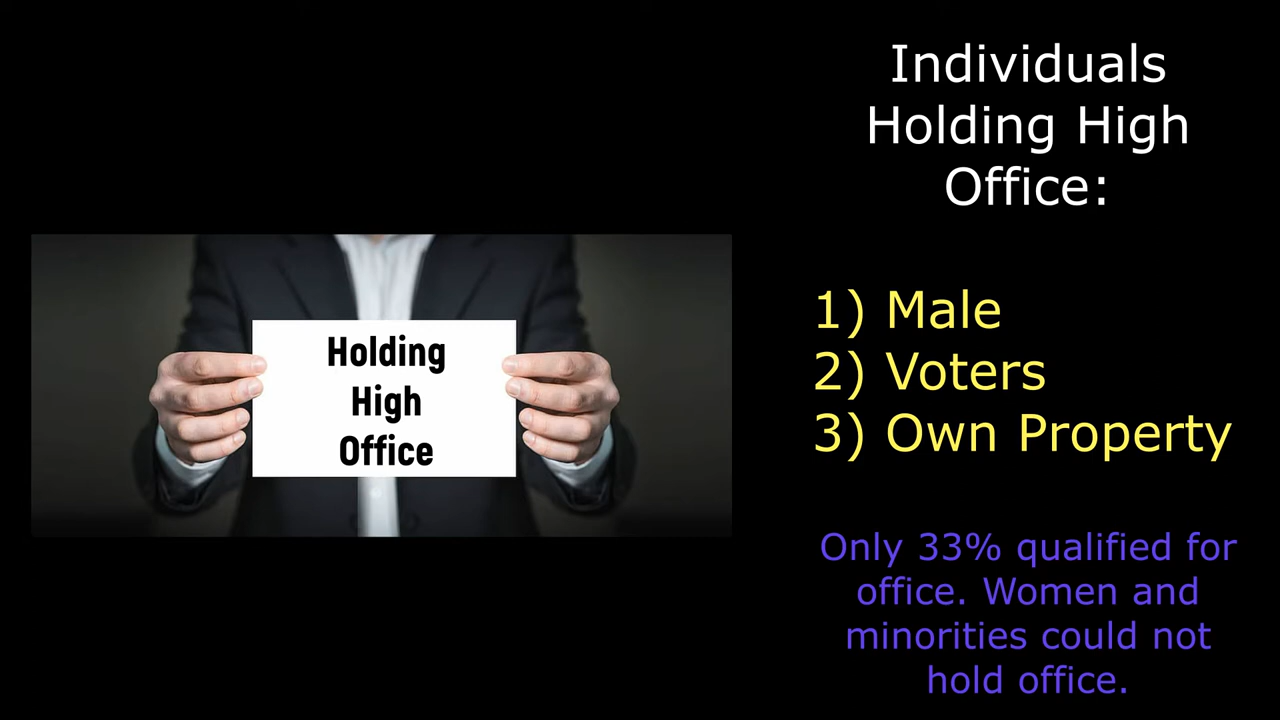 Holding
High
Office
Individuals
Holding High
Office:
1) Male
2) Voters
3) Own Property
Only 33% qualified for
office. Women and
minorities could not
hold office.